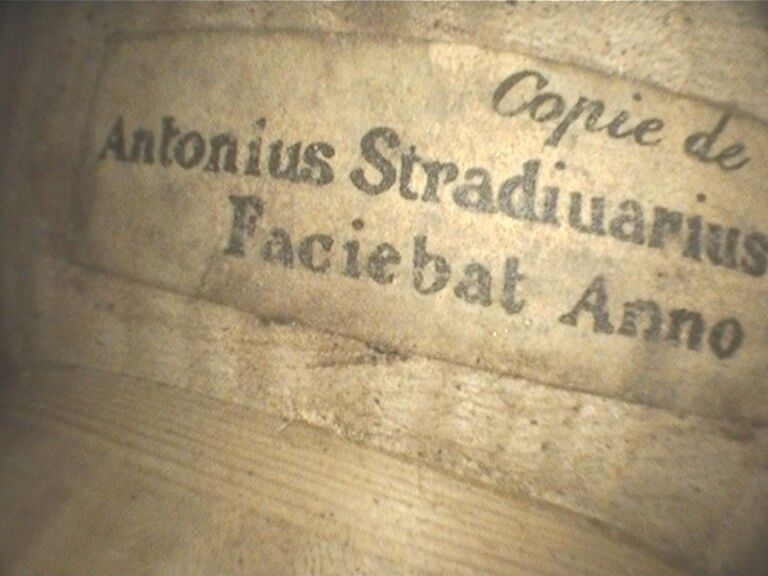 Copie de
Antonius Stradiuarius
Faciebat Anno